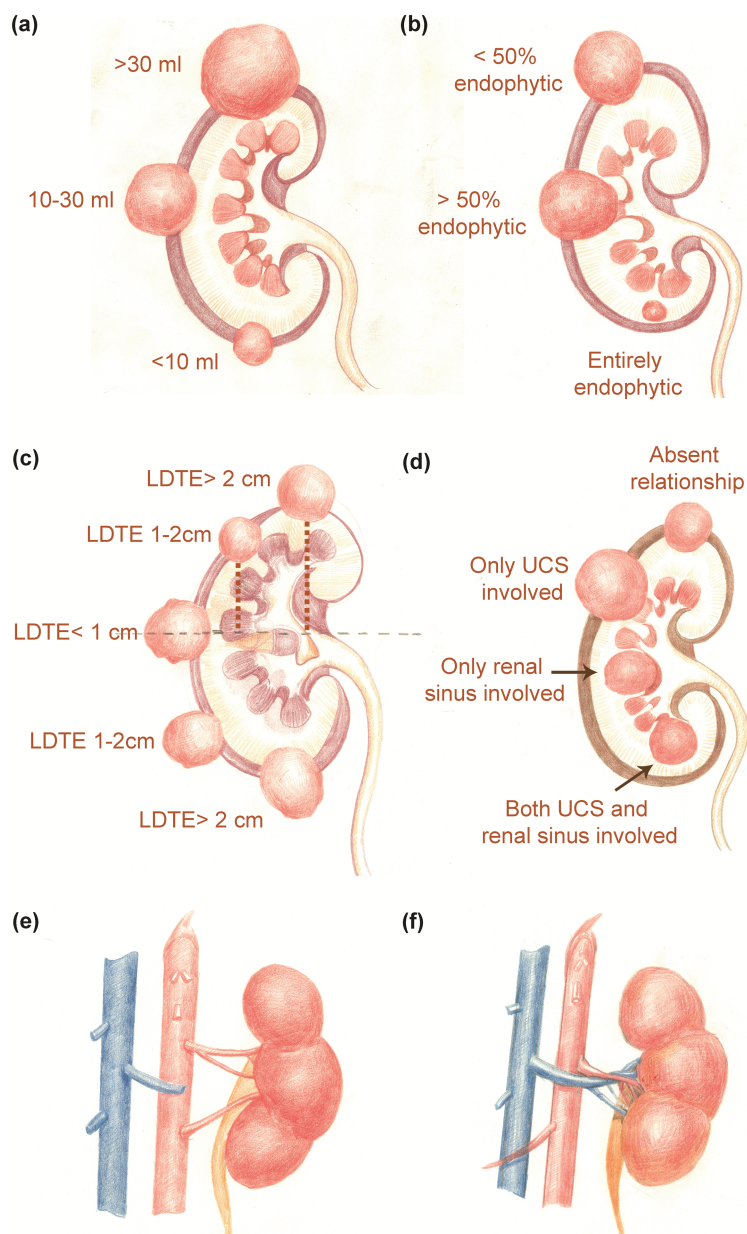 (a)
>30 ml
10-30 ml
<10 ml
(b)
< 50%
endophytic
> 50%
endophytic
Entirely
endophytic
(c)
LDTE> 2 cm
LDTE 1-2cm
LDTE< 1 cm
LDTE 1-2cm
LDTE> 2 cm
(d)
Absent
relationship
Only UCS
involved
Only renal
sinus involved
Both UCS and
renal sinus involved
(e)
(f)